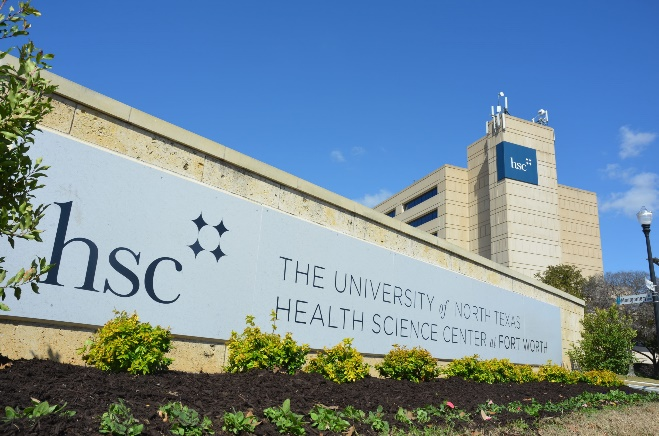 hsc
THE UNIVERSITY of NORTH TEXAS
HEALTH SCIENCE CENTER at FORT WORTH
hsc